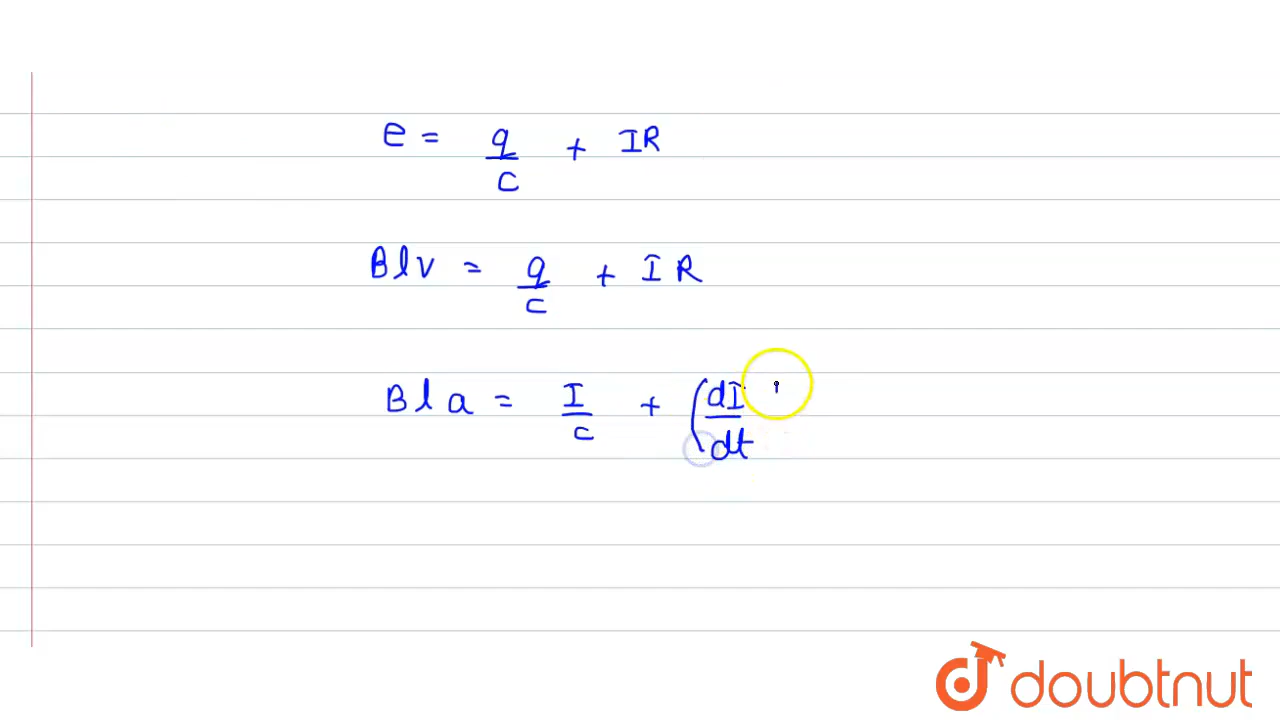 e = q/c + IR
Blv = q/c + IR
Bla = I/c + (dI/dt
doubtnut